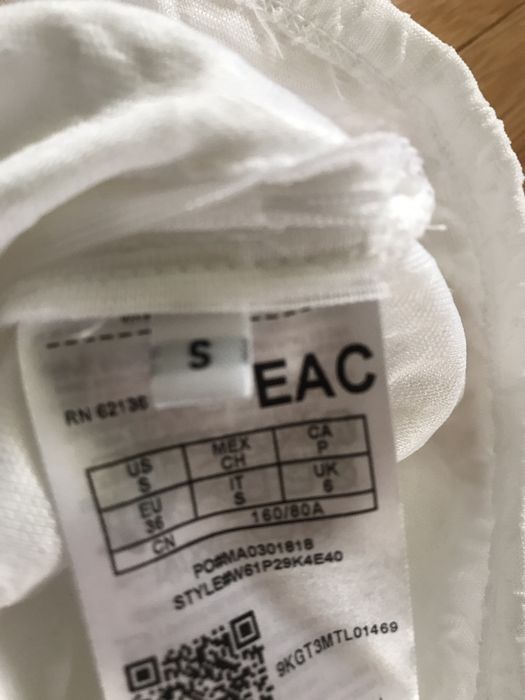 S
EAC
RN 62136
US MEX CA
S CH P
EU IT UK
36 S 6
CN 160/80A
PO#MA0301818
STYLE#W61P29K4E40
9KGT3MTL01469